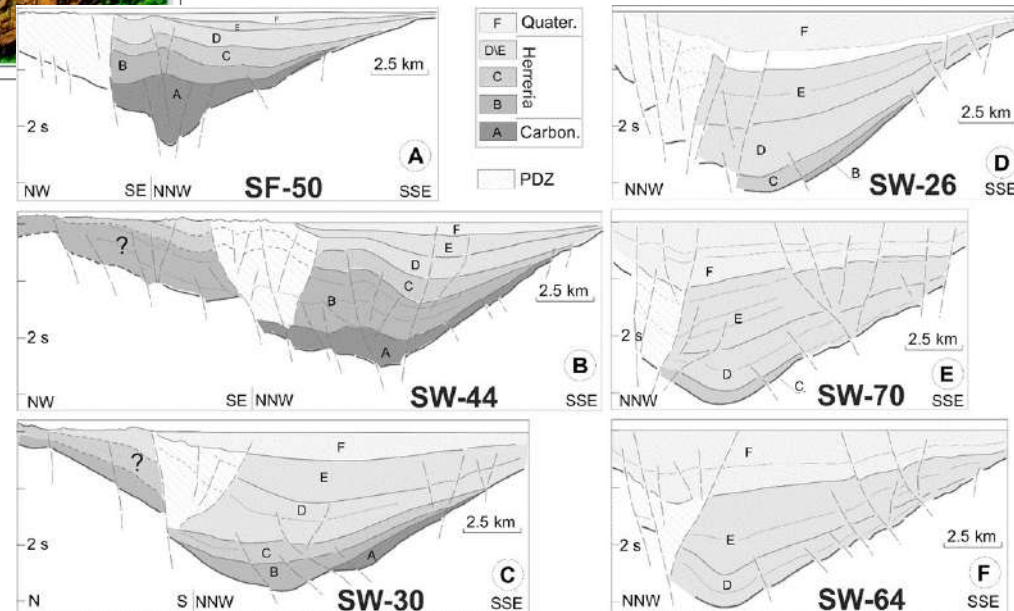 F
E
D
C
B
A
2.5 km
2 s
A
NW
SE
NNW
SF-50
SSE
F
Quater.
D\E
C
B
Herreria
A
Carbon.
PDZ
F
E
D
C
B
2 s
2.5 km
D
NNW
SW-26
SSE
?
F
E
D
C
B
A
2.5 km
2 s
B
NW
SE
NNW
SW-44
SSE
F
E
D
C.
2 s
2.5 km
E
NNW
SW-70
SSE
?
F
E
D
C
B
A
2.5 km
2 s
C
N
S
NNW
SW-30
SSE
F
E
D
2 s
2.5 km
F
NNW
SW-64
SSE